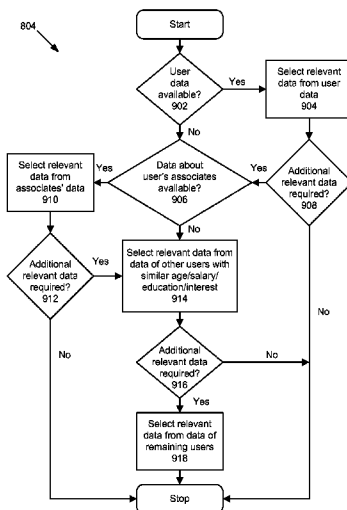 804
Start
User
data
available?
902
Yes
Select relevant
data from user
data
904
No
Select relevant
data from
associates' data
910
Yes
Data about
user's associates
available?
906
Yes
Additional
relevant data
required?
908
No
Additional
relevant data
required?
912
Yes
Select relevant data from
data of other users with
similar age/salary/
education/interest
914
No
No
Additional
relevant data
required?
916
No
Yes
Select relevant
data from data of
remaining users
918
Stop